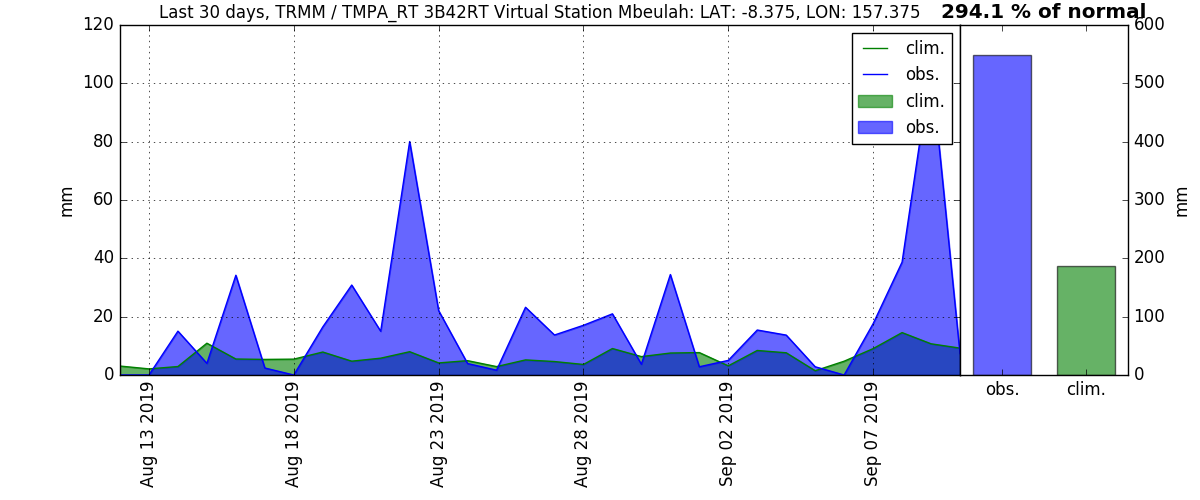 Last 30 days, TRMM / TMPA_RT 3B42RT Virtual Station Mbeulah: LAT: -8.375, LON: 157.375 294.1 % of normal
120
100
80
60
40
20
0
mm
clim.
obs.
clim.
obs.
600
500
400
300
200
100
0
mm
Aug 13 2019
Aug 18 2019
Aug 23 2019
Aug 28 2019
Sep 02 2019
Sep 07 2019
obs. clim.